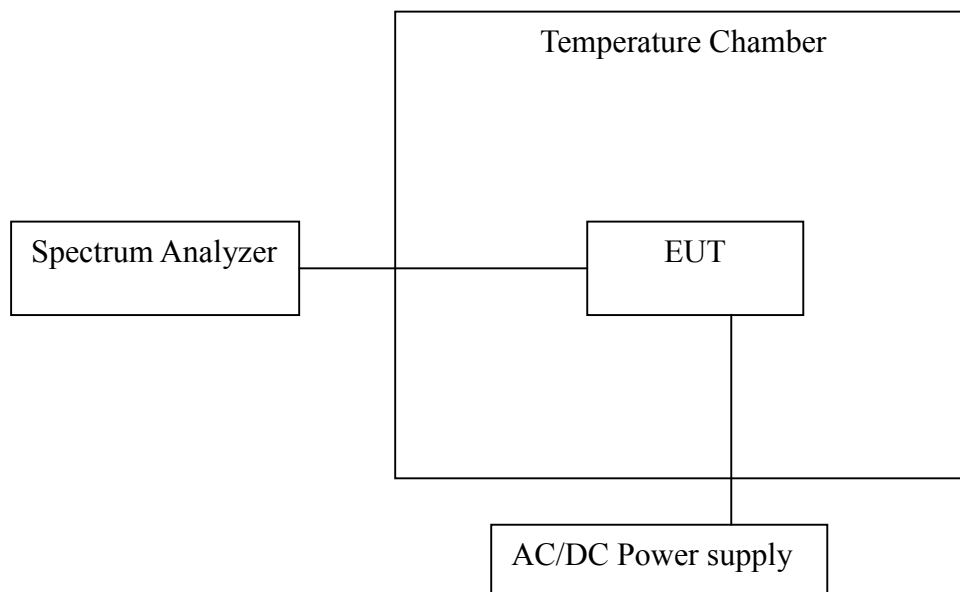 Temperature Chamber
Spectrum Analyzer
EUT
AC/DC Power supply